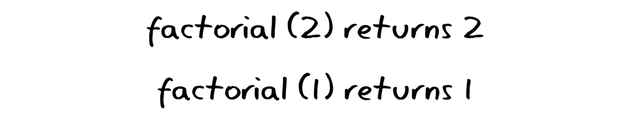 factorial (2) returns 2
factorial (1) returns 1